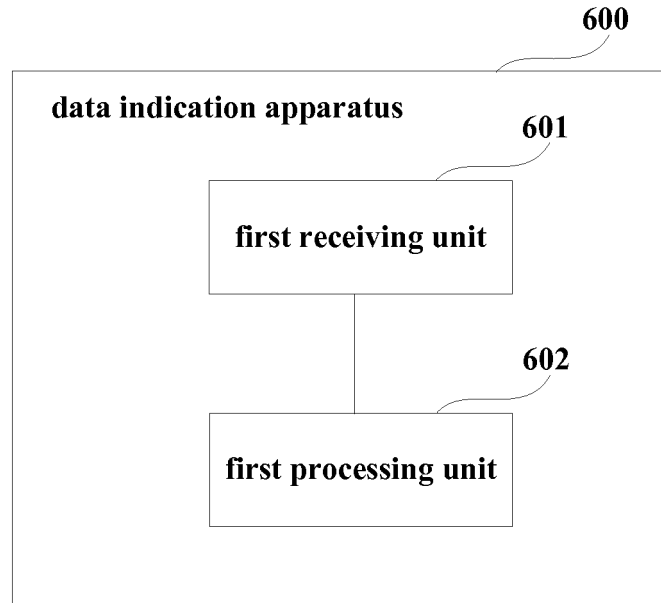 600
data indication apparatus
601
first receiving unit
602
first processing unit